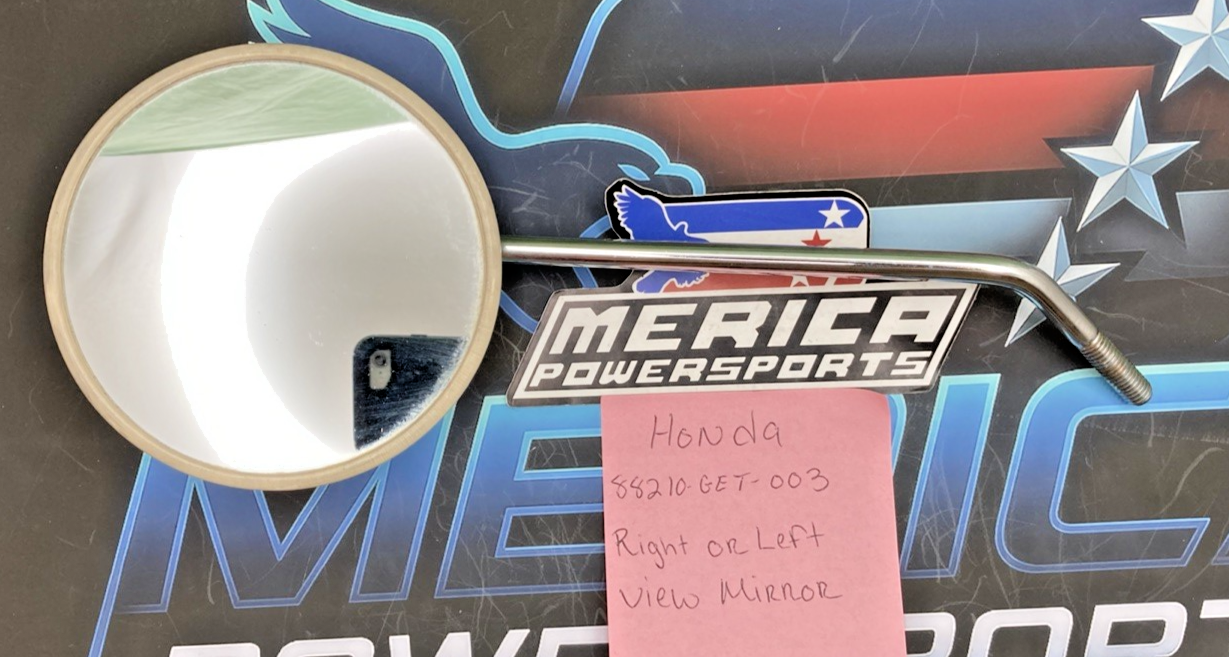 MERICA
POWERSPORTS
Honda
88210-GET-003
Right or Left
View Mirror